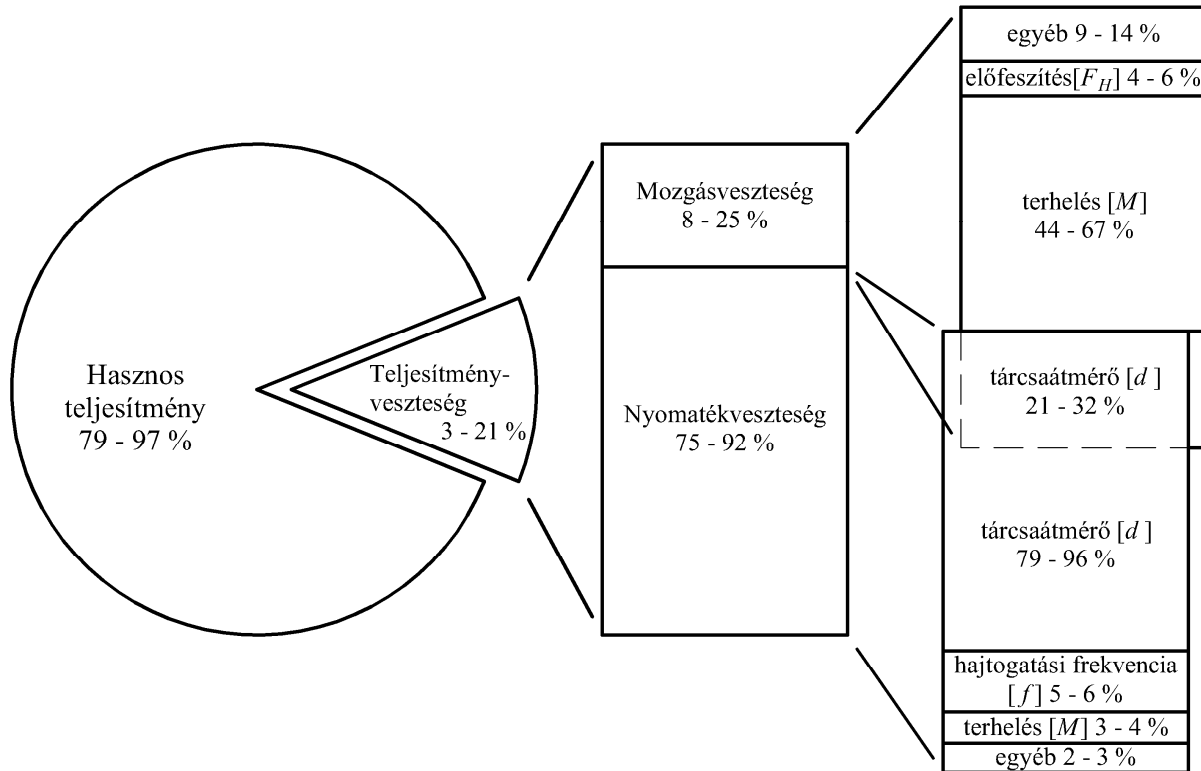 Hasznos
teljesítmény
79 - 97 %
Teljesítmény-
veszteség
3 - 21 %
Mozgásveszteség
8 - 25 %
Nyomatékveszteség
75 - 92 %
egyéb 9 - 14 %
előfeszítés[F_H] 4 - 6 %
terhelés [M]
44 - 67 %
tárcsaátmérő [d ]
21 - 32 %
tárcsaátmérő [d ]
79 - 96 %
hajtogatási frekvencia
[f] 5 - 6 %
terhelés [M] 3 - 4 %
egyéb 2 - 3 %